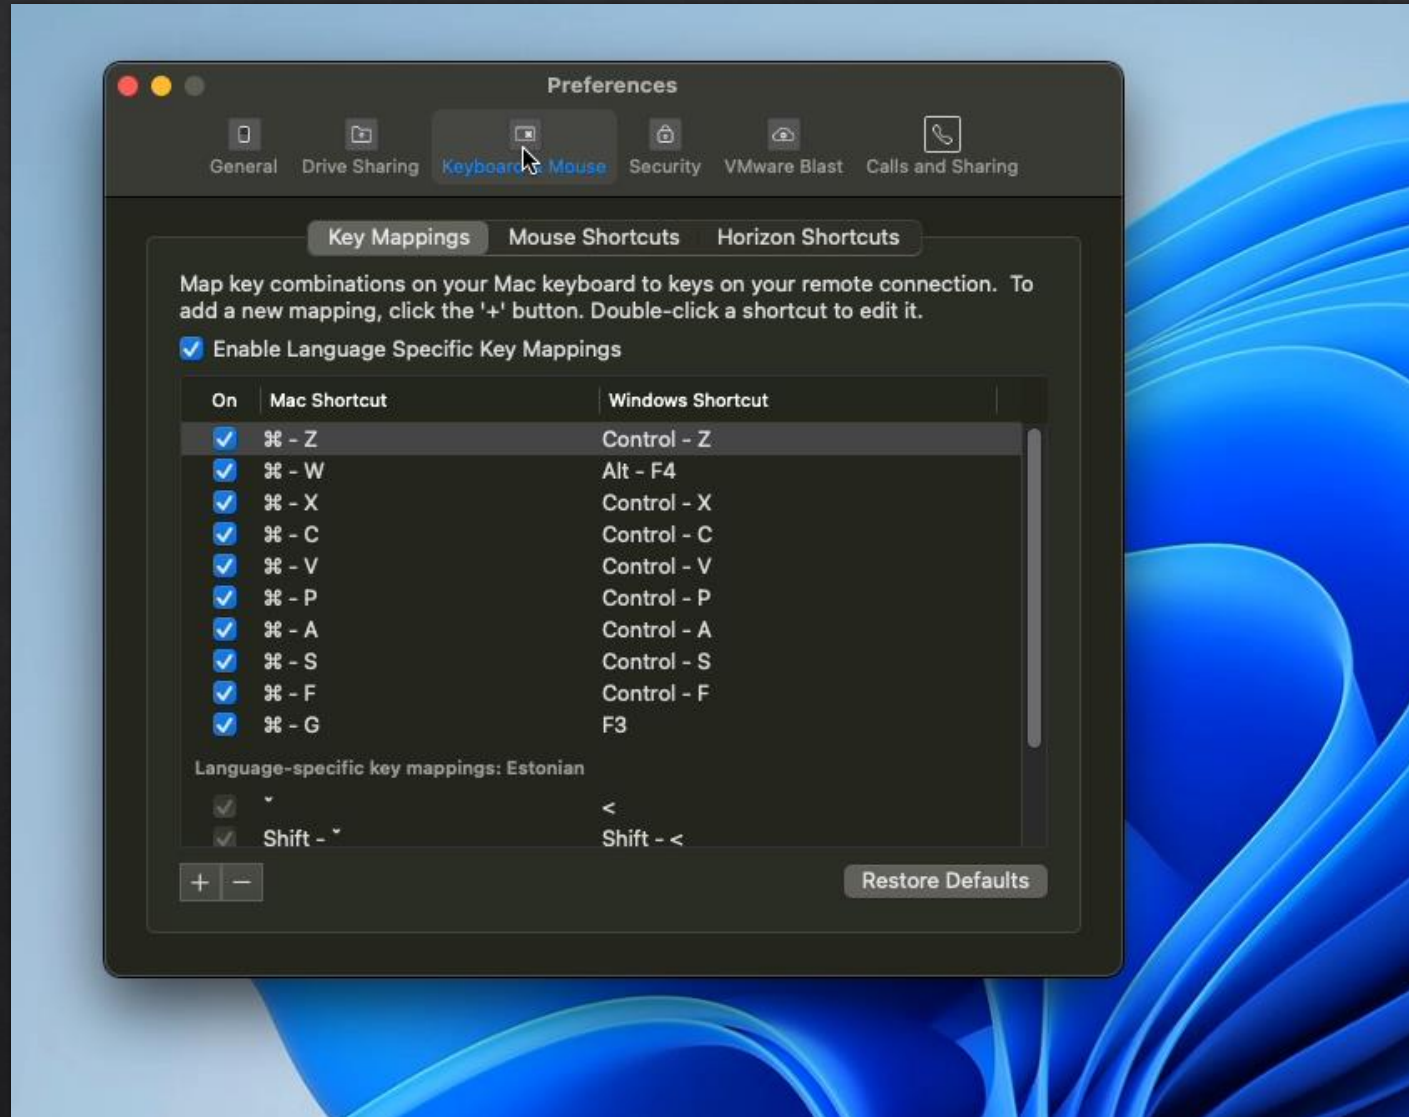 Preferences
General Drive Sharing Keyboard & Mouse Security VMware Blast Calls and Sharing
Key Mappings Mouse Shortcuts Horizon Shortcuts
Map key combinations on your Mac keyboard to keys on your remote connection. To
add a new mapping, click the '+' button. Double-click a shortcut to edit it.
Enable Language Specific Key Mappings
On Mac Shortcut Windows Shortcut
⌘ - Z Control - Z
⌘ - W Alt - F4
⌘ - X Control - X
⌘ - C Control - C
⌘ - V Control - V
⌘ - P Control - P
⌘ - A Control - A
⌘ - S Control - S
⌘ - F Control - F
⌘ - G F3
Language-specific key mappings: Estonian
ˇ <
Shift - ˇ Shift - <
+ − Restore Defaults